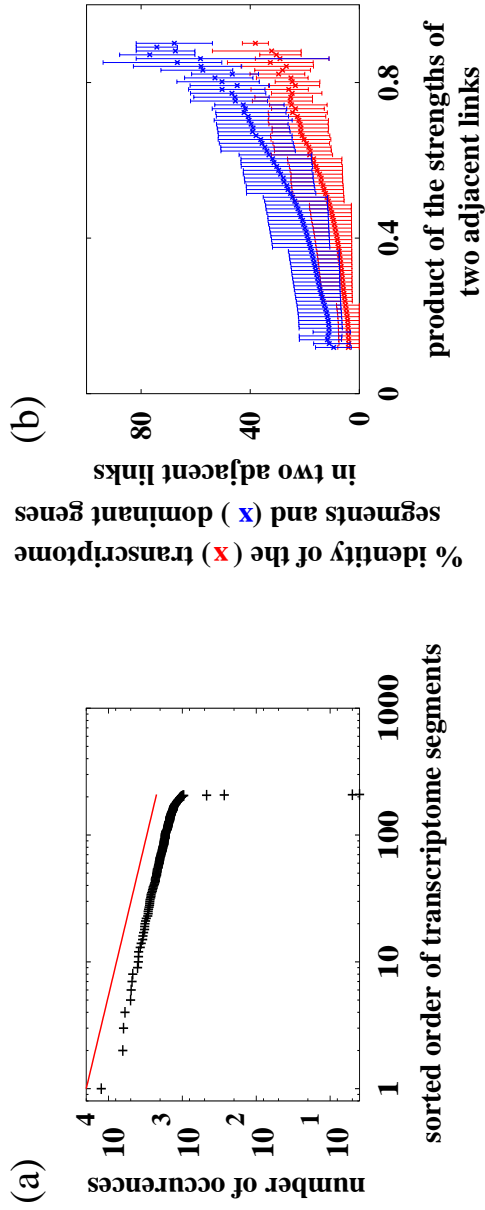 (a)
number of occurences
10 4
10 3
10 2
10 1
1 10 100 1000
sorted order of transcriptome segments
(b)
% identity of the (x) transcriptome
segments and (x ) dominant genes
in two adjacent links
80
40
0
0 0.4 0.8
product of the strengths of
two adjacent links